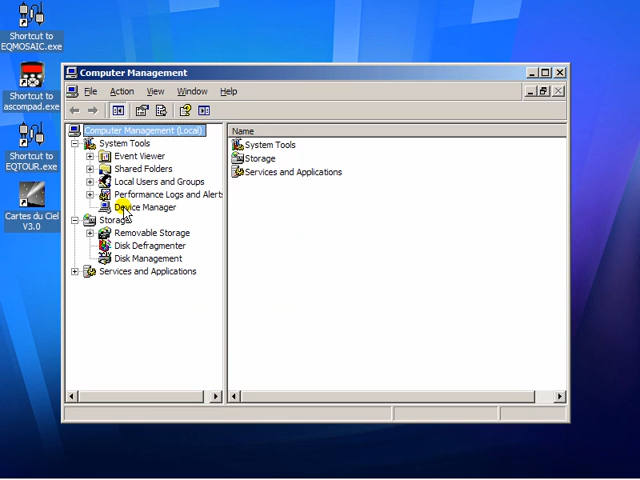 Shortcut to
EQMOSAIC.exe
Shortcut to
ascompad.exe
Shortcut to
EQTOUR.exe
Cartes du Ciel
V3.0
Computer Management
File Action View Window Help
Computer Management (Local)
System Tools
Event Viewer
Shared Folders
Local Users and Groups
Performance Logs and Alerts
Device Manager
Storage
Removable Storage
Disk Defragmenter
Disk Management
Services and Applications
Name
System Tools
Storage
Services and Applications